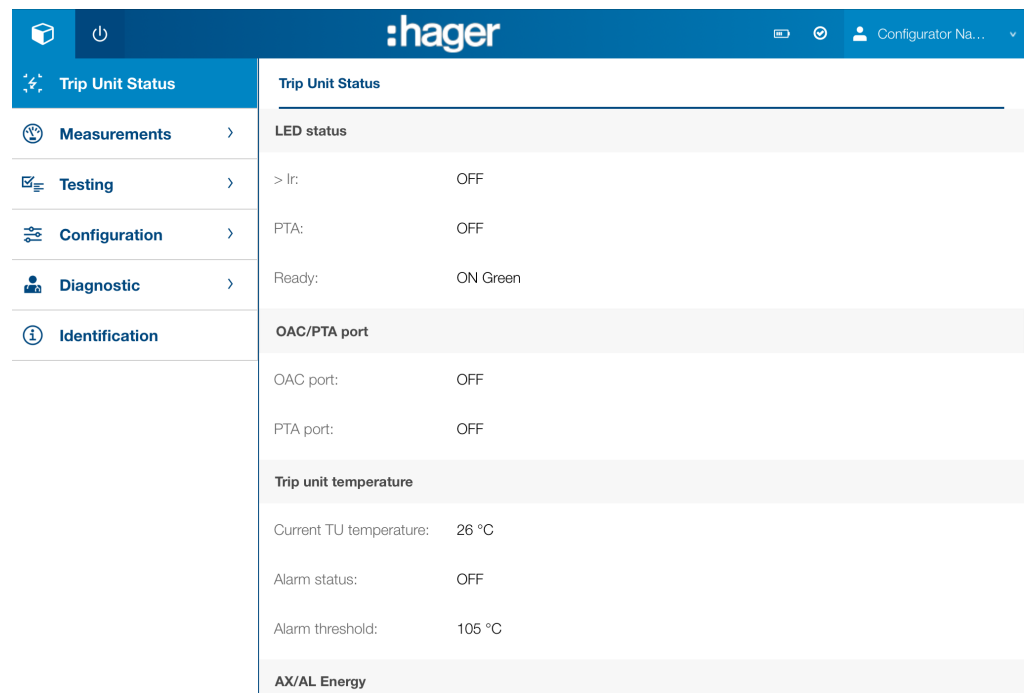 :hager
Configurator Na...
Trip Unit Status
Measurements
Testing
Configuration
Diagnostic
Identification
Trip Unit Status
LED status
> Ir: OFF
PTA: OFF
Ready: ON Green
OAC/PTA port
OAC port: OFF
PTA port: OFF
Trip unit temperature
Current TU temperature: 26 °C
Alarm status: OFF
Alarm threshold: 105 °C
AX/AL Energy